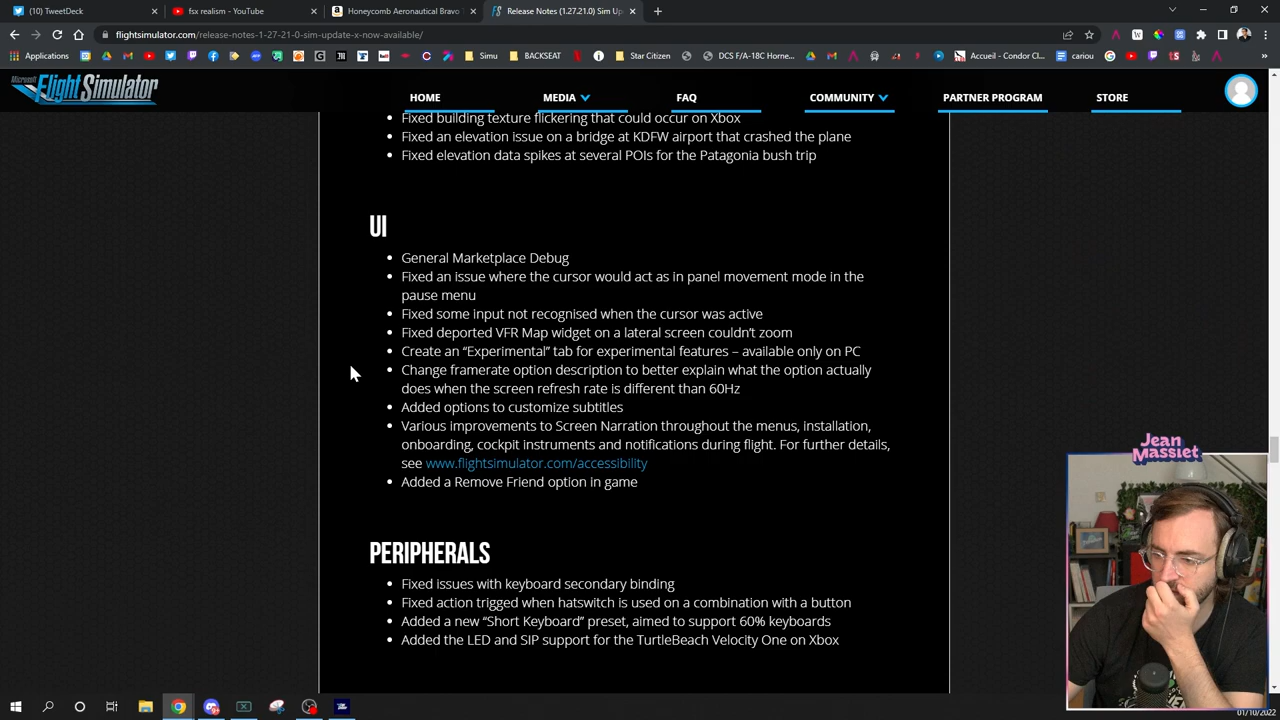 (10) TweetDeck
fsx realism - YouTube
Honeycomb Aeronautical Bravo
Release Notes (1.27.21.0) Sim Up
flightsimulator.com/release-notes-1-27-21-0-sim-update-x-now-available/
Applications
Simu
BACKSEAT
Star Citizen
DCS F/A-18C Horne...
Accueil - Condor Cl...
cariou
Microsoft
Flight Simulator
HOME
MEDIA
FAQ
COMMUNITY
PARTNER PROGRAM
STORE
• Fixed building texture flickering that could occur on Xbox
• Fixed an elevation issue on a bridge at KDFW airport that crashed the plane
• Fixed elevation data spikes at several POIs for the Patagonia bush trip
UI
• General Marketplace Debug
• Fixed an issue where the cursor would act as in panel movement mode in the
pause menu
• Fixed some input not recognised when the cursor was active
• Fixed deported VFR Map widget on a lateral screen couldn’t zoom
• Create an “Experimental” tab for experimental features – available only on PC
• Change framerate option description to better explain what the option actually
does when the screen refresh rate is different than 60Hz
• Added options to customize subtitles
• Various improvements to Screen Narration throughout the menus, installation,
onboarding, cockpit instruments and notifications during flight. For further details,
see www.flightsimulator.com/accessibility
• Added a Remove Friend option in game
PERIPHERALS
• Fixed issues with keyboard secondary binding
• Fixed action trigged when hatswitch is used on a combination with a button
• Added a new “Short Keyboard” preset, aimed to support 60% keyboards
• Added the LED and SIP support for the TurtleBeach Velocity One on Xbox
Jean
Massiet
01/10/2022